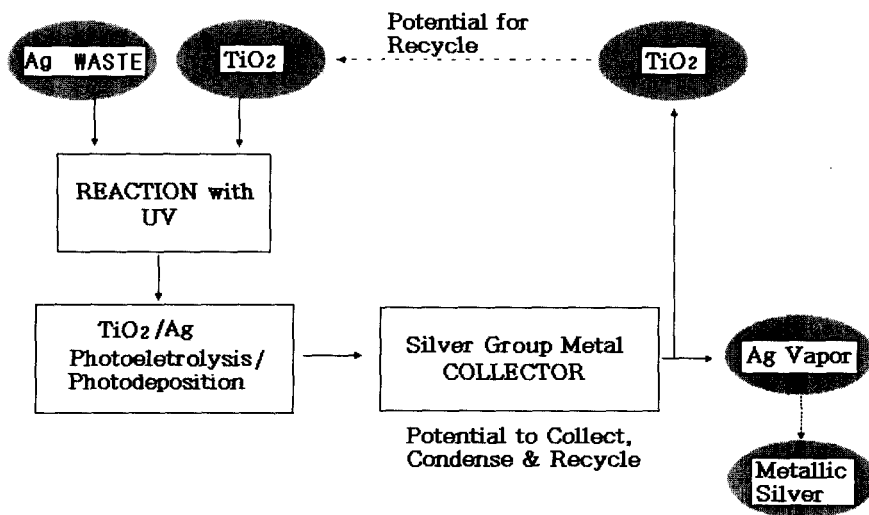 Potential for
Recycle
Ag WASTE
TiO2
TiO2
REACTION with
UV
TiO2/Ag
Photoeletrolysis/
Photodeposition
Silver Group Metal
COLLECTOR
Ag Vapor
Potential to Collect,
Condense & Recycle
Metallic
Silver